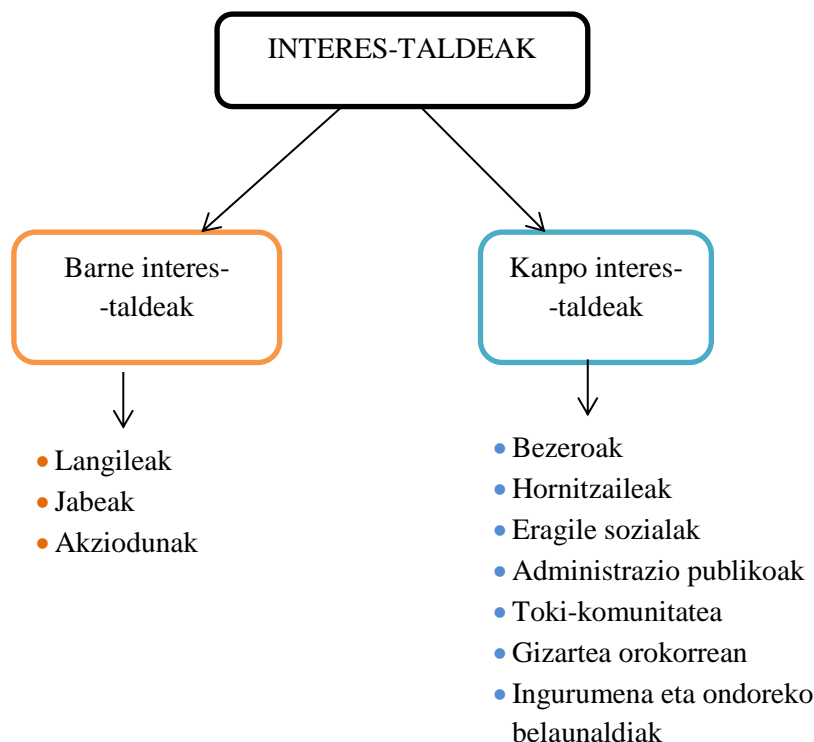 INTERES-TALDEAK
Barne interes-
-taldeak
Kanpo interes-
-taldeak
Langileak
Jabeak
Akziodunak
Bezeroak
Hornitzaileak
Eragile sozialak
Administrazio publikoak
Toki-komunitatea
Gizartea orokorrean
Ingurumena eta ondoreko
belaunaldiak